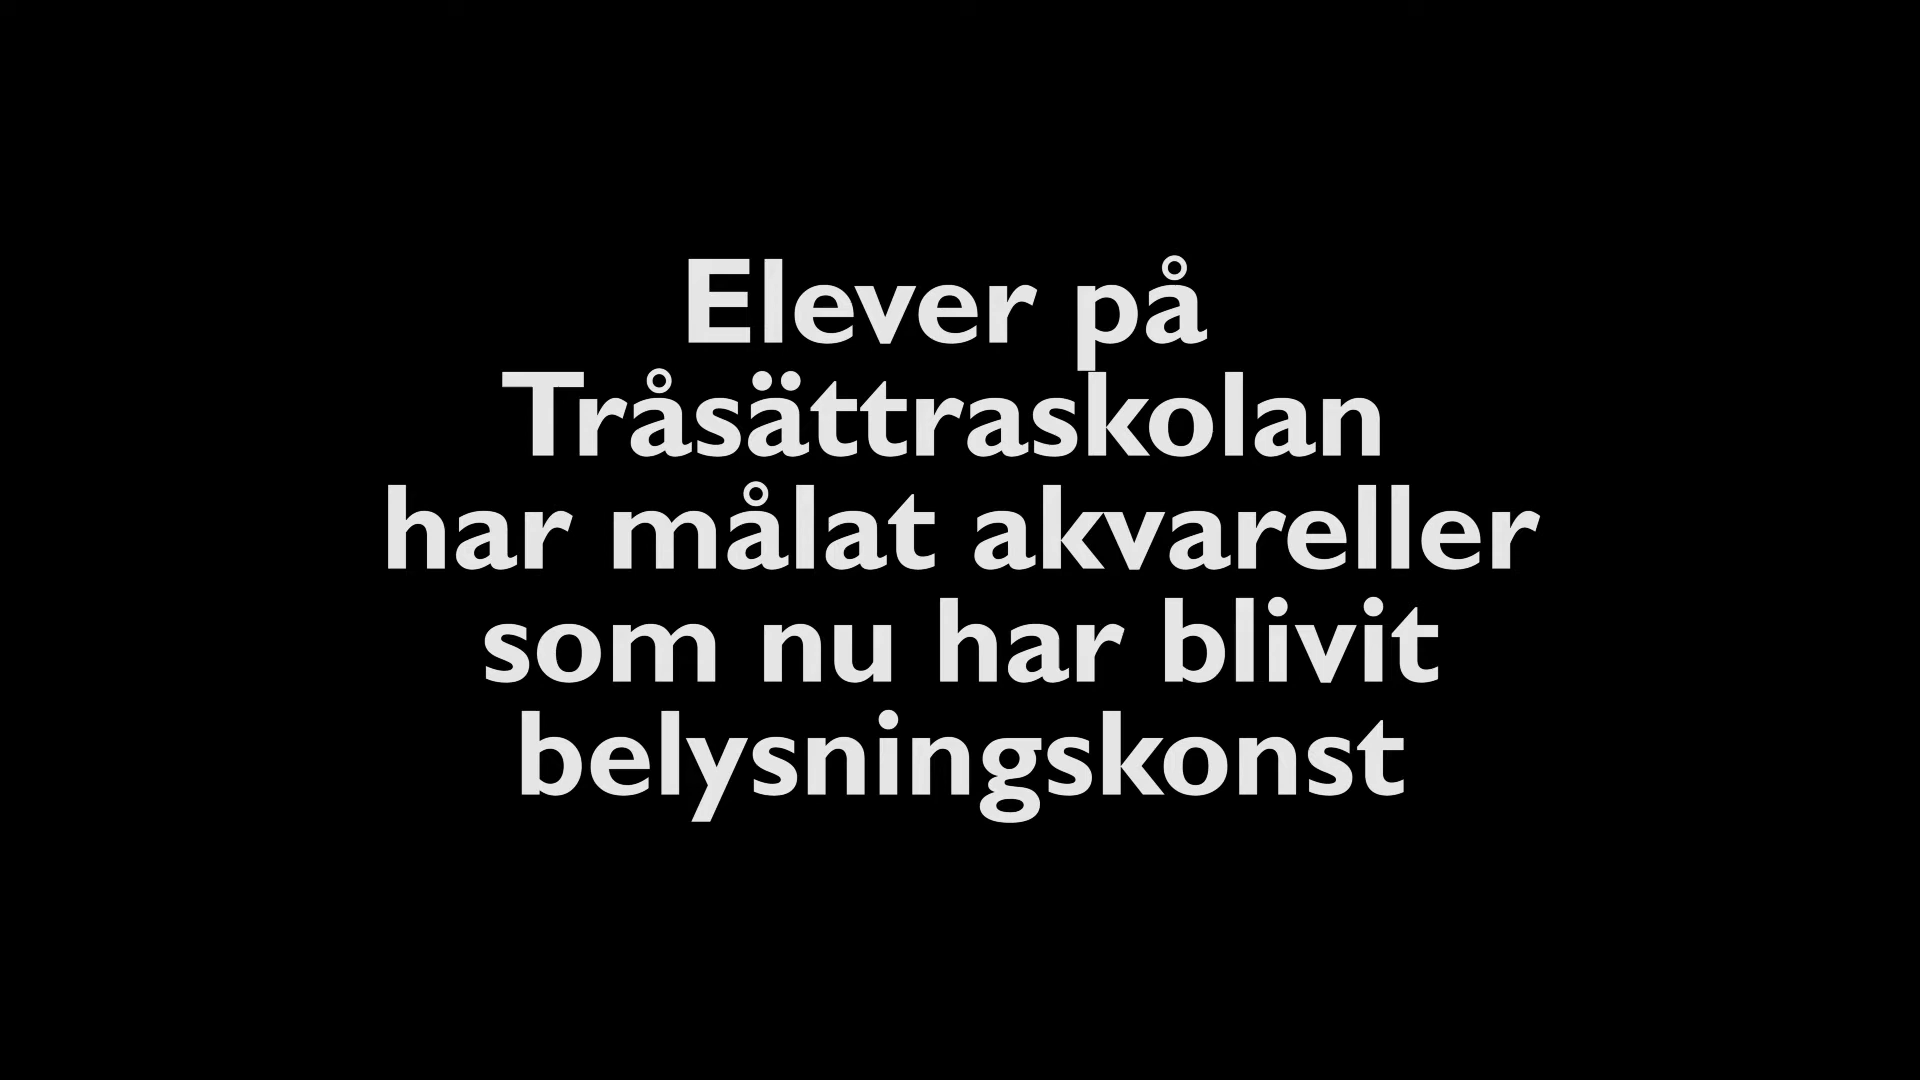 Elever på
Tråsättraskolan
har målat akvareller
som nu har blivit
belysningskonst